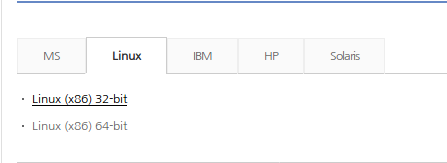 MS Linux IBM HP Solaris
· Linux (x86) 32-bit
· Linux (x86) 64-bit